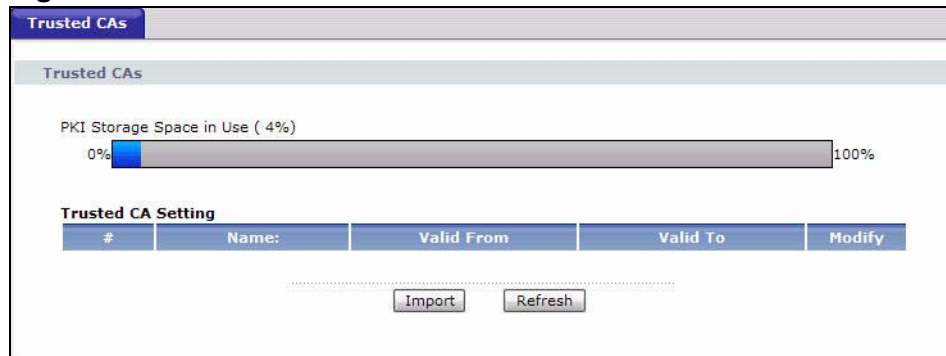 Trusted CAs
Trusted CAs
PKI Storage Space in Use ( 4%)
0% 100%
Trusted CA Setting
# Name: Valid From Valid To Modify
Import Refresh